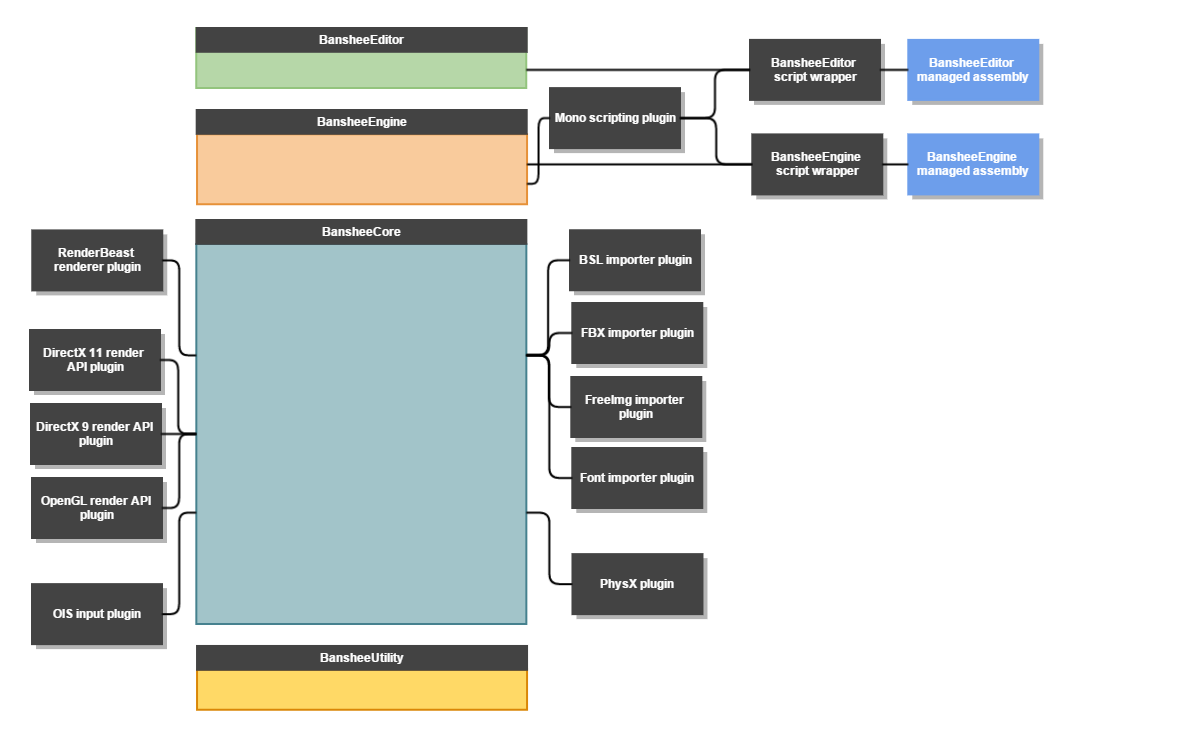 BansheeEditor
BansheeEngine
Mono scripting plugin
BansheeEditor
script wrapper
BansheeEditor
managed assembly
BansheeEngine
script wrapper
BansheeEngine
managed assembly
BansheeCore
RenderBeast
renderer plugin
DirectX 11 render
API plugin
DirectX 9 render API
plugin
OpenGL render API
plugin
OIS input plugin
BSL importer plugin
FBX importer plugin
FreeImg importer
plugin
Font importer plugin
PhysX plugin
BansheeUtility